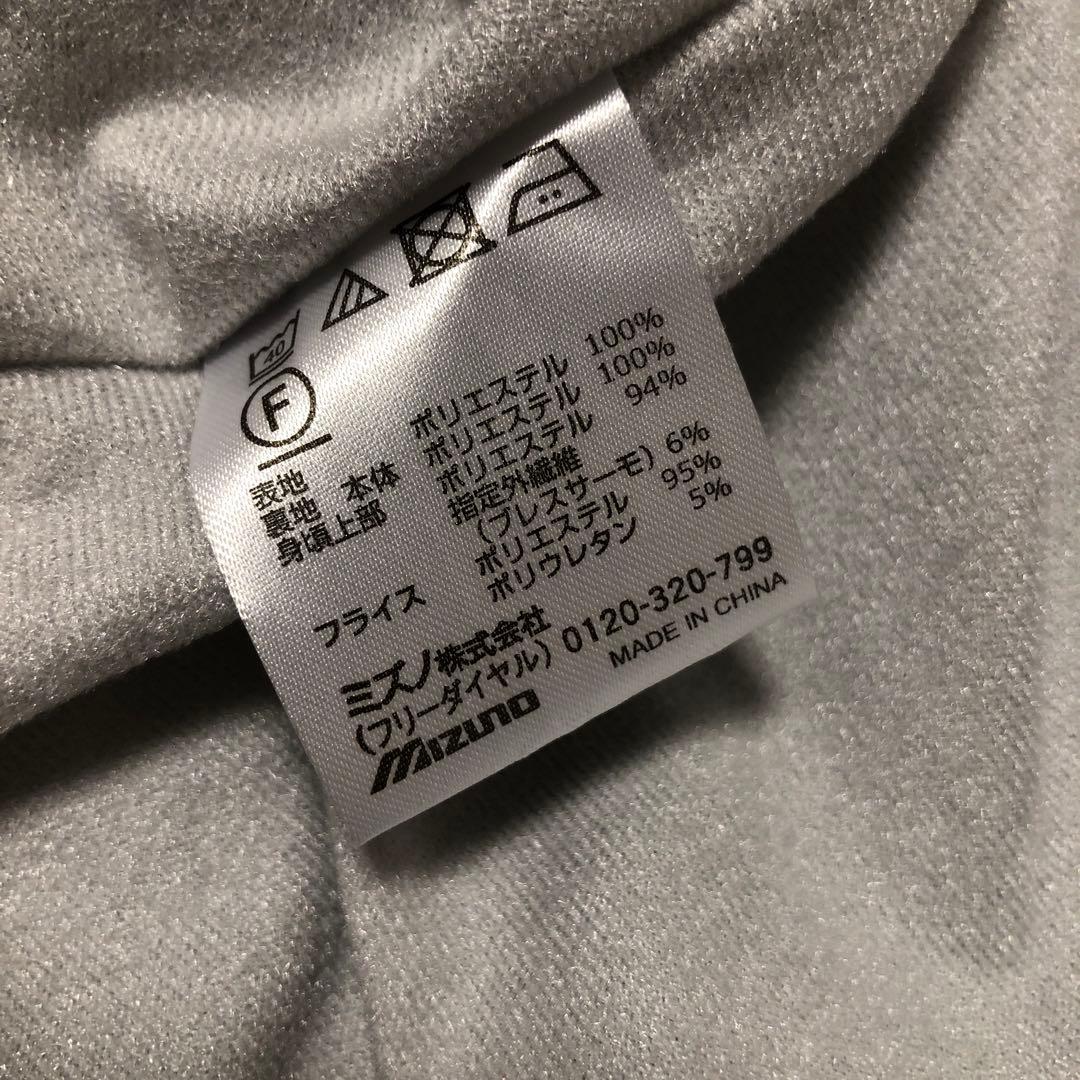 40
F
表地 ポリエステル 100%
裏地 本体 ポリエステル 100%
身頃上部 ポリエステル 94%
指定外繊維
(ブレスサーモ) 6%
フライス ポリエステル 95%
ポリウレタン 5%
ミズノ株式会社
(フリーダイヤル) 0120-320-799
Mizuno MADE IN CHINA